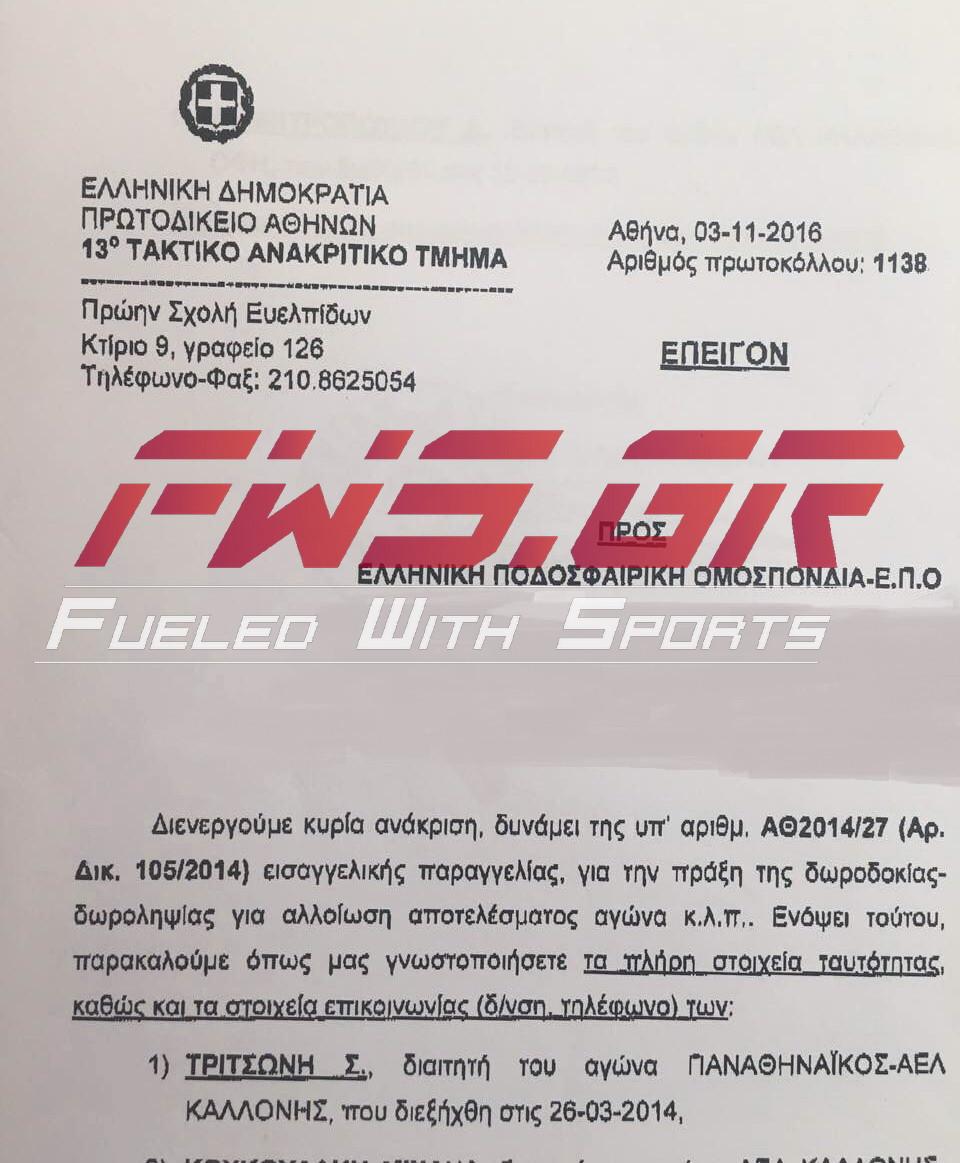 ΕΛΛΗΝΙΚΗ ΔΗΜΟΚΡΑΤΙΑ
ΠΡΩΤΟΔΙΚΕΙΟ ΑΘΗΝΩΝ
13° ΤΑΚΤΙΚΟ ΑΝΑΚΡΙΤΙΚΟ ΤΜΗΜΑ
Πρώην Σχολή Ευελπίδων
Κτίριο 9, γραφείο 126
Τηλέφωνο-Φαξ: 210.8625054
Αθήνα, 03-11-2016
Αριθμός πρωτοκόλλου: 1138
ΕΠΕΙΓΟΝ
FWS.GR
FUELED WITH SPORTS
ΠΡΟΣ
ΕΛΛΗΝΙΚΗ ΠΟΔΟΣΦΑΙΡΙΚΗ ΟΜΟΣΠΟΝΔΙΑ-Ε.Π.Ο
Διενεργούμε κυρία ανάκριση, δυνάμει της υπ' αριθμ. ΑΘ2014/27 (Αρ.
Δικ. 105/2014) εισαγγελικής παραγγελίας, για την πράξη της δωροδοκίας-
δωροληψίας για αλλοίωση αποτελέσματος αγώνα κ.λ.π.. Ενόψει τούτου,
παρακαλούμε όπως μας γνωστοποιήσετε τα πλήρη στοιχεία ταυτότητας,
καθώς και τα στοιχεία επικοινωνίας (δ/νση, τηλέφωνο) των:
1) ΤΡΙΤΣΩΝΗ Σ., διαιτητή του αγώνα ΠΑΝΑΘΗΝΑΪΚΟΣ-ΑΕΛ
ΚΑΛΛΟΝΗΣ, που διεξήχθη στις 26-03-2014,